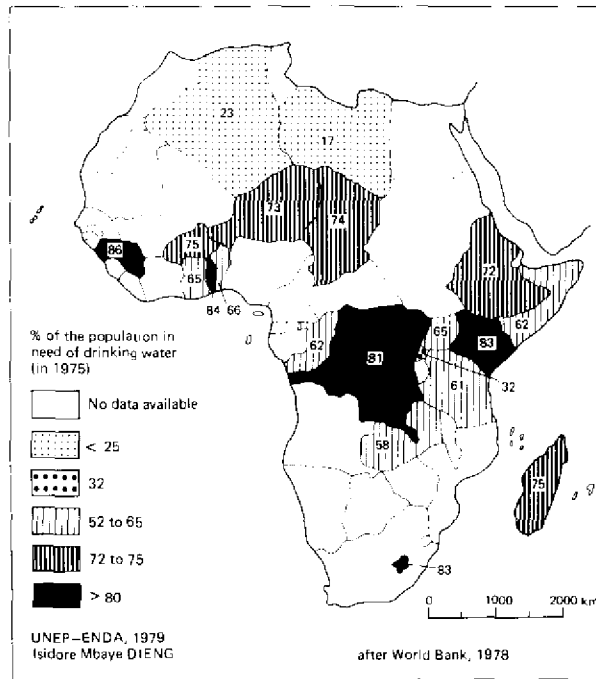 23
17
73
74
75
86
65
84 66
72
62
62
81
65
83
32
61
58
75
83
% of the population in
need of drinking water
(in 1975)
No data available
< 25
32
52 to 65
72 to 75
> 80
0 1000 2000 km
UNEP–ENDA, 1979
Isidore Mbaye DIENG
after World Bank, 1978